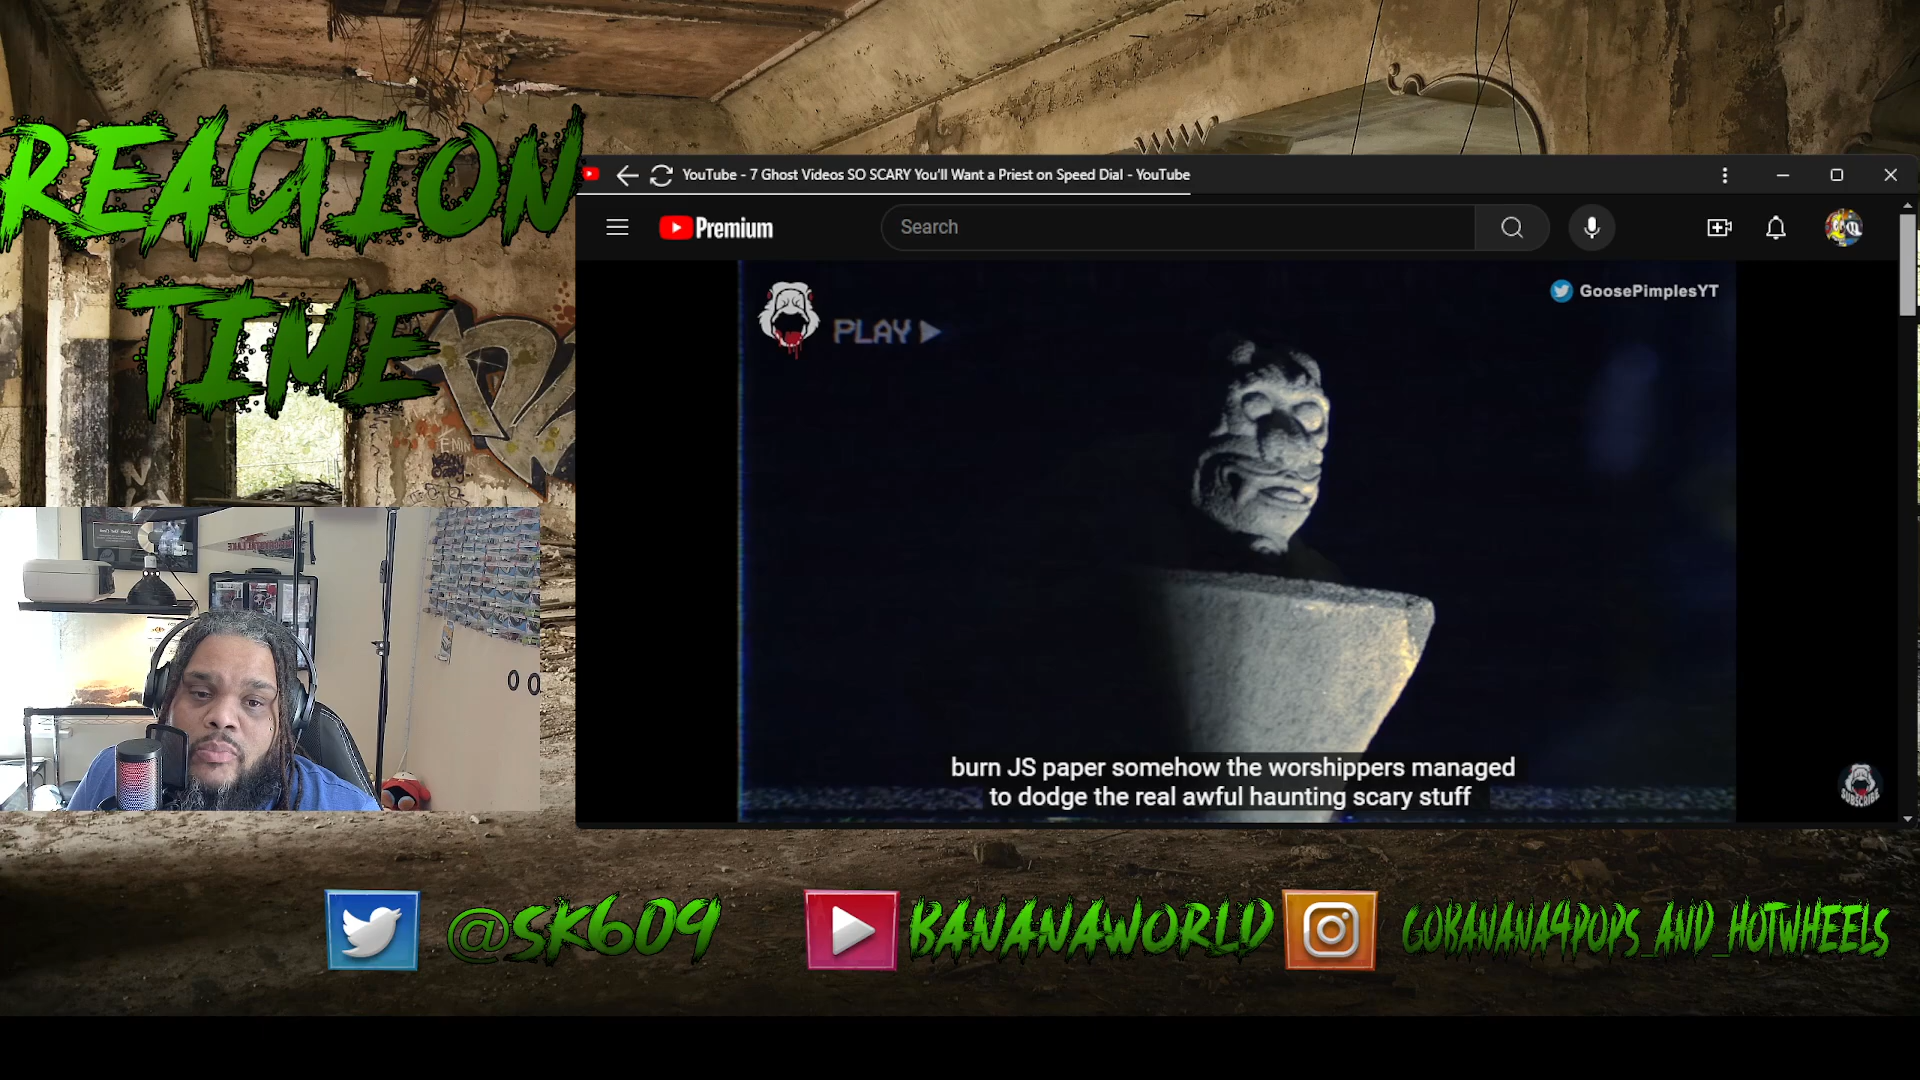 REACTION
TIME
YouTube - 7 Ghost Videos SO SCARY You'll Want a Priest on Speed Dial - YouTube
Premium
Search
GoosePimplesYT
PLAY
burn JS paper somehow the worshippers managed
to dodge the real awful haunting scary stuff
SUBSCRIBE
@SK609
BANANAWORLD
GOBANANA4POPS_AND_HOTWHEELS